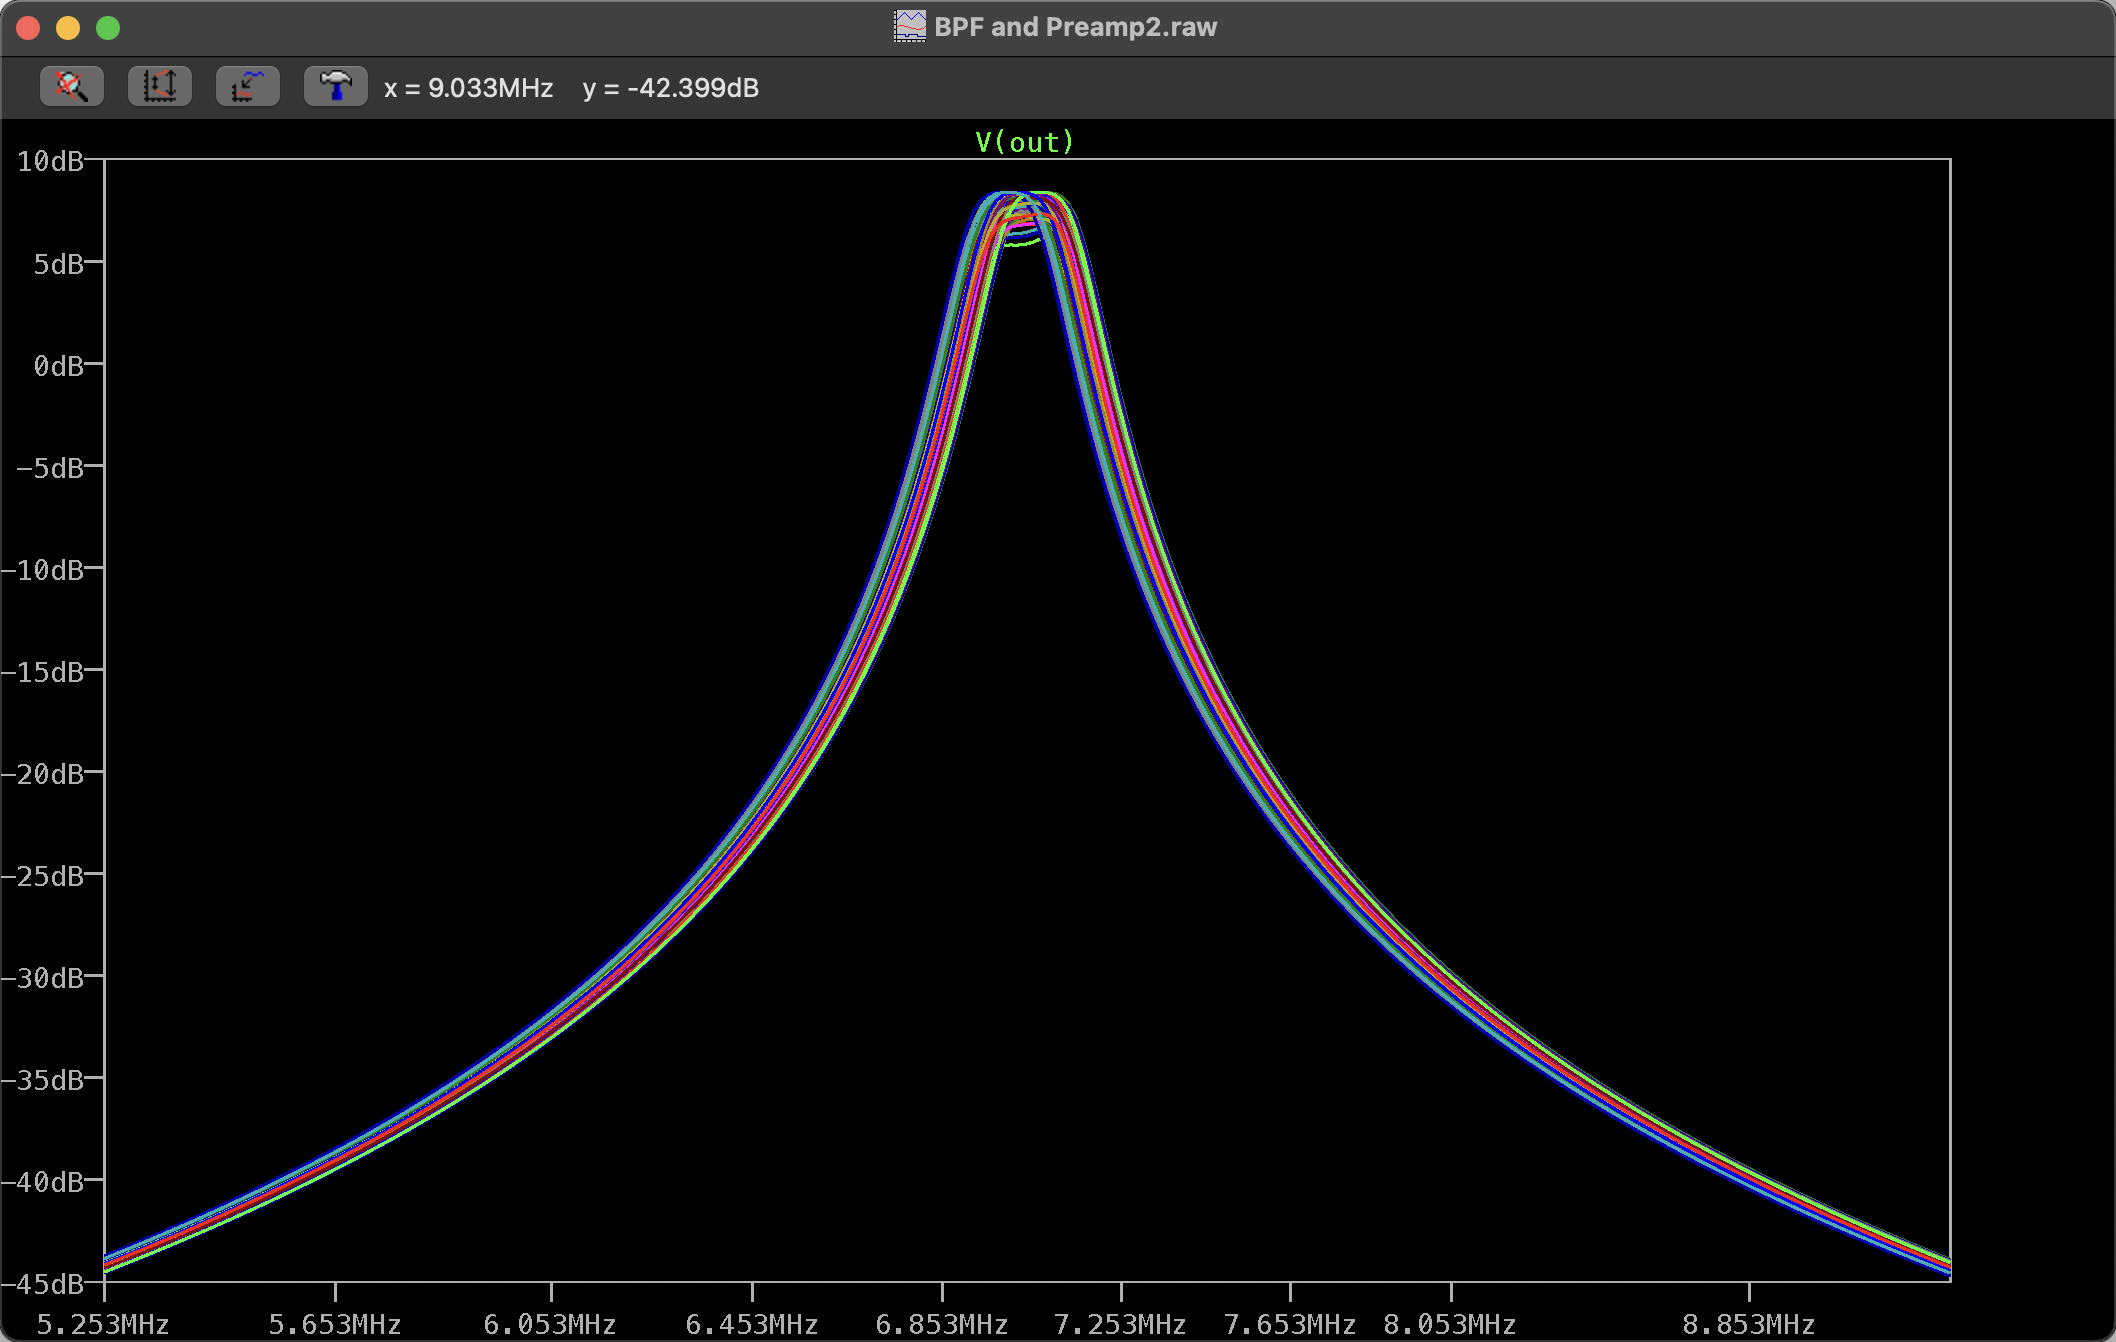 BPF and Preamp2.raw
x = 9.033MHz y = -42.399dB
V(out)
10dB
5dB
0dB
-5dB
-10dB
-15dB
-20dB
-25dB
-30dB
-35dB
-40dB
-45dB
5.253MHz 5.653MHz 6.053MHz 6.453MHz 6.853MHz 7.253MHz 7.653MHz 8.053MHz 8.853MHz